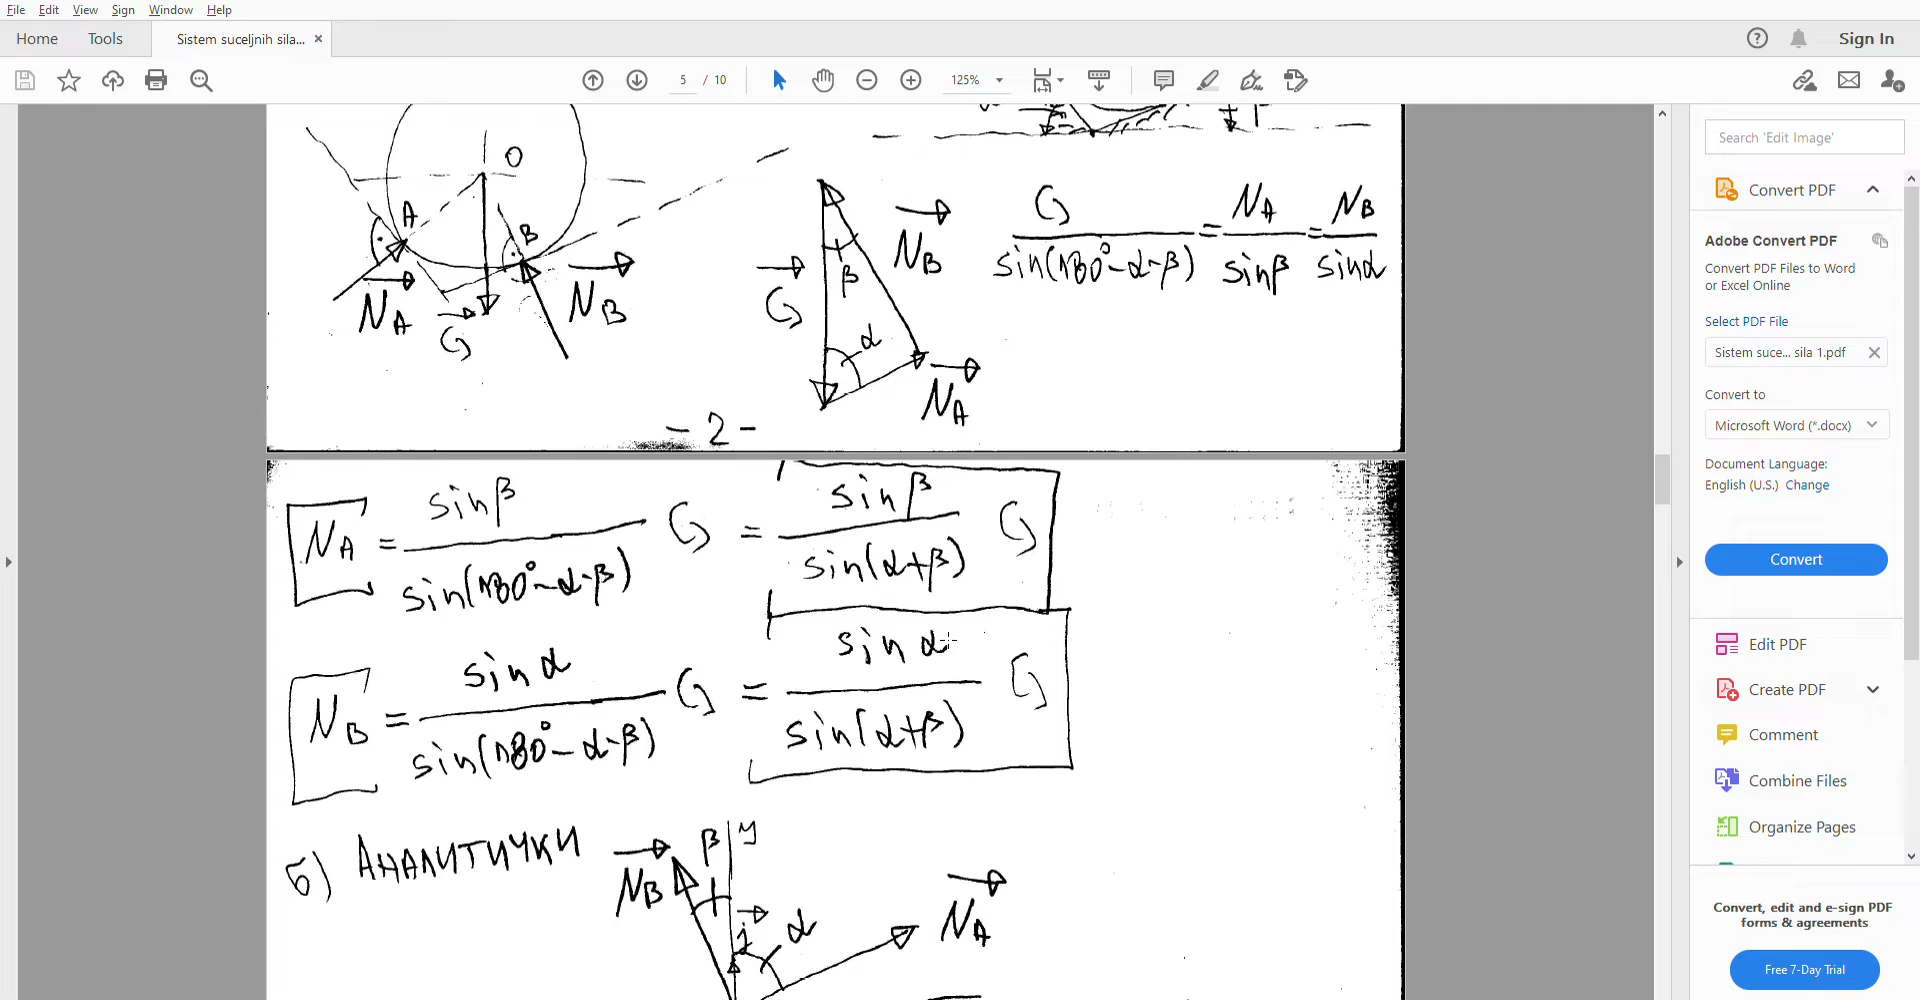 File Edit View Sign Window Help
Home Tools Sistem suceljnih sila... × Sign In
5 / 10 125%
O
A
B
N_A
G
N_B
G
β
α
N_B
N_A
G/sin(180°-α-β) = N_A/sinβ = N_B/sinα
- 2 -
N_A = sinβ/sin(180°-α-β) G = sinβ/sin(α+β) G
N_B = sinα/sin(180°-α-β) G = sinα/sin(α+β) G
б) АНАЛИТИЧКИ
N_B
β
y
j
α
N_A
Search 'Edit Image'
Convert PDF
Adobe Convert PDF
Convert PDF Files to Word
or Excel Online
Select PDF File
Sistem suce... sila 1.pdf
Convert to
Microsoft Word (*.docx)
Document Language:
English (U.S.) Change
Convert
Edit PDF
Create PDF
Comment
Combine Files
Organize Pages
Convert, edit and e-sign PDF
forms & agreements
Free 7-Day Trial